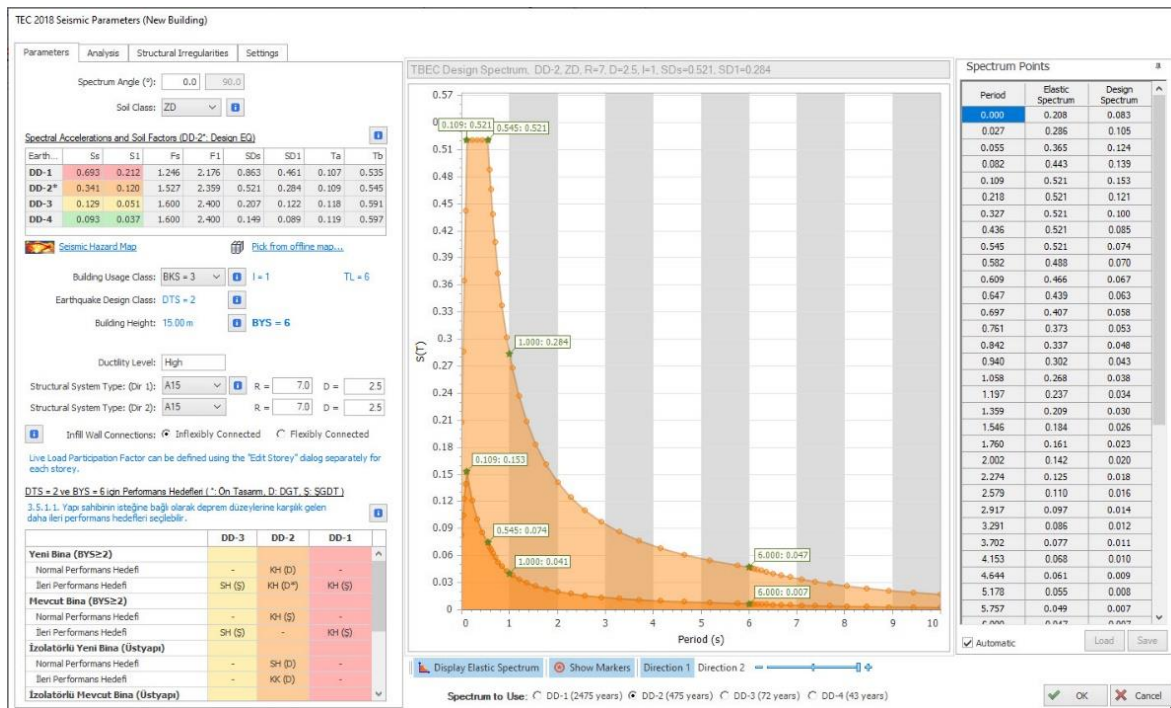 TEC 2018 Seismic Parameters (New Building)
Parameters Analysis Structural Irregularities Settings
Spectrum Angle (°): 0.0 90.0
Soil Class: ZD
Spectral Accelerations and Soil Factors (DD-2*: Design EQ)
Earth... Ss S1 Fs F1 SDs SD1 Ta Tb
DD-1 0.693 0.212 1.246 2.176 0.863 0.461 0.107 0.535
DD-2* 0.341 0.120 1.527 2.359 0.521 0.284 0.109 0.545
DD-3 0.129 0.051 1.600 2.400 0.207 0.122 0.118 0.591
DD-4 0.093 0.037 1.600 2.400 0.149 0.089 0.119 0.597
Seismic Hazard Map Pick from offline map...
Building Usage Class: BKS = 3 I = 1 TL = 6
Earthquake Design Class: DTS = 2
Building Height: 15.00 m BYS = 6
Ductility Level: High
Structural System Type: (Dir 1): A15 R = 7.0 D = 2.5
Structural System Type: (Dir 2): A15 R = 7.0 D = 2.5
Infill Wall Connections: Inflexibly Connected Flexibly Connected
Live Load Participation Factor can be defined using the "Edit Storey" dialog separately for
each storey.
DTS = 2 ve BYS = 6 için Performans Hedefleri ( *: Ön Tasarım, D: DGT, Ş: ŞGDT )
3.5.1.1. Yapı sahibinin isteğine bağlı olarak deprem düzeylerine karşılık gelen
daha ileri performans hedefleri seçilebilir.
DD-3 DD-2 DD-1
Yeni Bina (BYS≥2)
Normal Performans Hedefi - KH (D) -
İleri Performans Hedefi SH (Ş) KH (D*) KH (Ş)
Mevcut Bina (BYS≥2)
Normal Performans Hedefi - KH (Ş) -
İleri Performans Hedefi SH (Ş) - KH (Ş)
İzolatörlü Yeni Bina (Üstyapı)
Normal Performans Hedefi - SH (D) -
İleri Performans Hedefi - KK (D) -
İzolatörlü Mevcut Bina (Üstyapı)
TBEC Design Spectrum, DD-2, ZD, R=7, D=2.5, I=1, SDs=0.521, SD1=0.284
0.57
0.109: 0.521 0.545: 0.521
0.51
0.48
0.45
0.42
0.39
0.36
0.33
0.3
1.000: 0.284
0.27
0.24
0.21
0.18
0.15
0.109: 0.153
0.12
0.09
0.545: 0.074
0.06
6.000: 0.047
1.000: 0.041
0.03
6.000: 0.007
0
S(T)
0 1 2 3 4 5 6 7 8 9 10
Period (s)
Display Elastic Spectrum Show Markers Direction 1 Direction 2
Spectrum to Use: DD-1 (2475 years) DD-2 (475 years) DD-3 (72 years) DD-4 (43 years)
Spectrum Points
Period Elastic Spectrum Design Spectrum
0.000 0.208 0.083
0.027 0.286 0.105
0.055 0.365 0.124
0.082 0.443 0.139
0.109 0.521 0.153
0.218 0.521 0.121
0.327 0.521 0.100
0.436 0.521 0.085
0.545 0.521 0.074
0.582 0.488 0.070
0.609 0.466 0.067
0.647 0.439 0.063
0.697 0.407 0.058
0.761 0.373 0.053
0.842 0.337 0.048
0.940 0.302 0.043
1.058 0.268 0.038
1.197 0.237 0.034
1.359 0.209 0.030
1.546 0.184 0.026
1.760 0.161 0.023
2.002 0.142 0.020
2.274 0.125 0.018
2.579 0.110 0.016
2.917 0.097 0.014
3.291 0.086 0.012
3.702 0.077 0.011
4.153 0.068 0.010
4.644 0.061 0.009
5.178 0.055 0.008
5.757 0.049 0.007
Automatic Load Save
OK Cancel